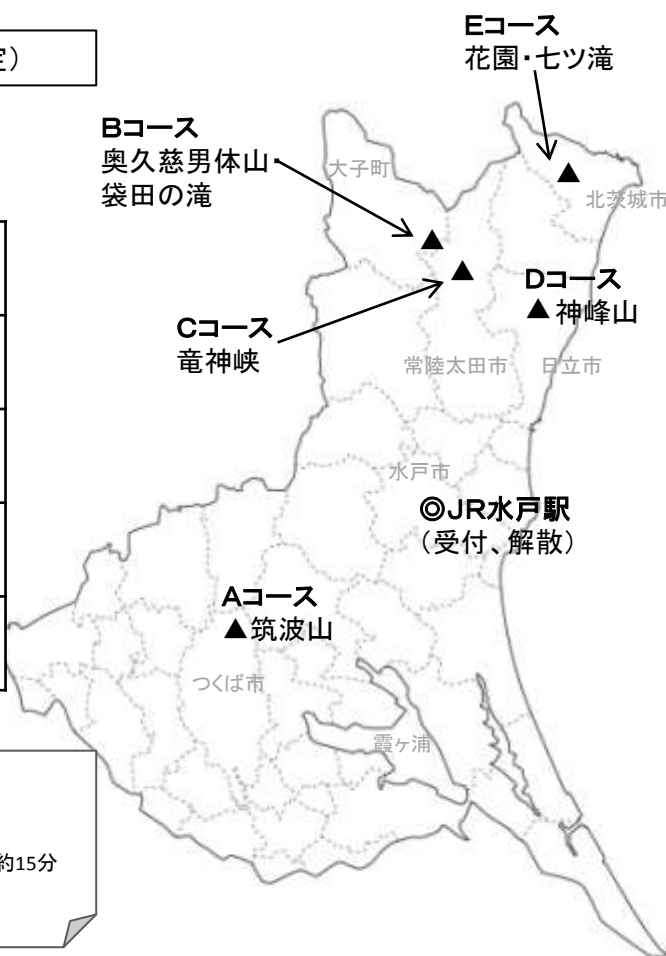 定）
Eコース
花園・七ツ滝
Bコース
奥久慈男体山・
袋田の滝
大子町
北茨城市
Dコース
▲神峰山
Cコース
竜神峡
常陸太田市
日立市
水戸市
◎JR水戸駅
（受付、解散）
Aコース
▲筑波山
つくば市
霞ヶ浦
約15分